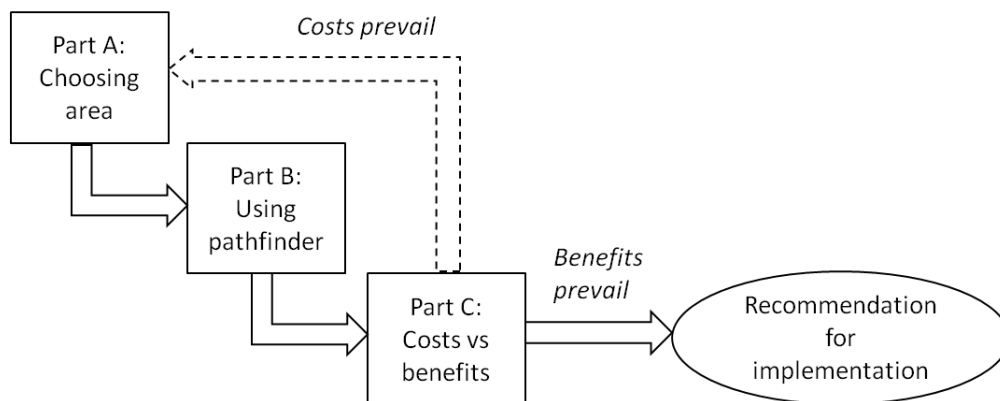 Costs prevail
Part A:
Choosing
area
Part B:
Using
pathfinder
Benefits
prevail
Part C:
Costs vs
benefits
Recommendation
for
implementation